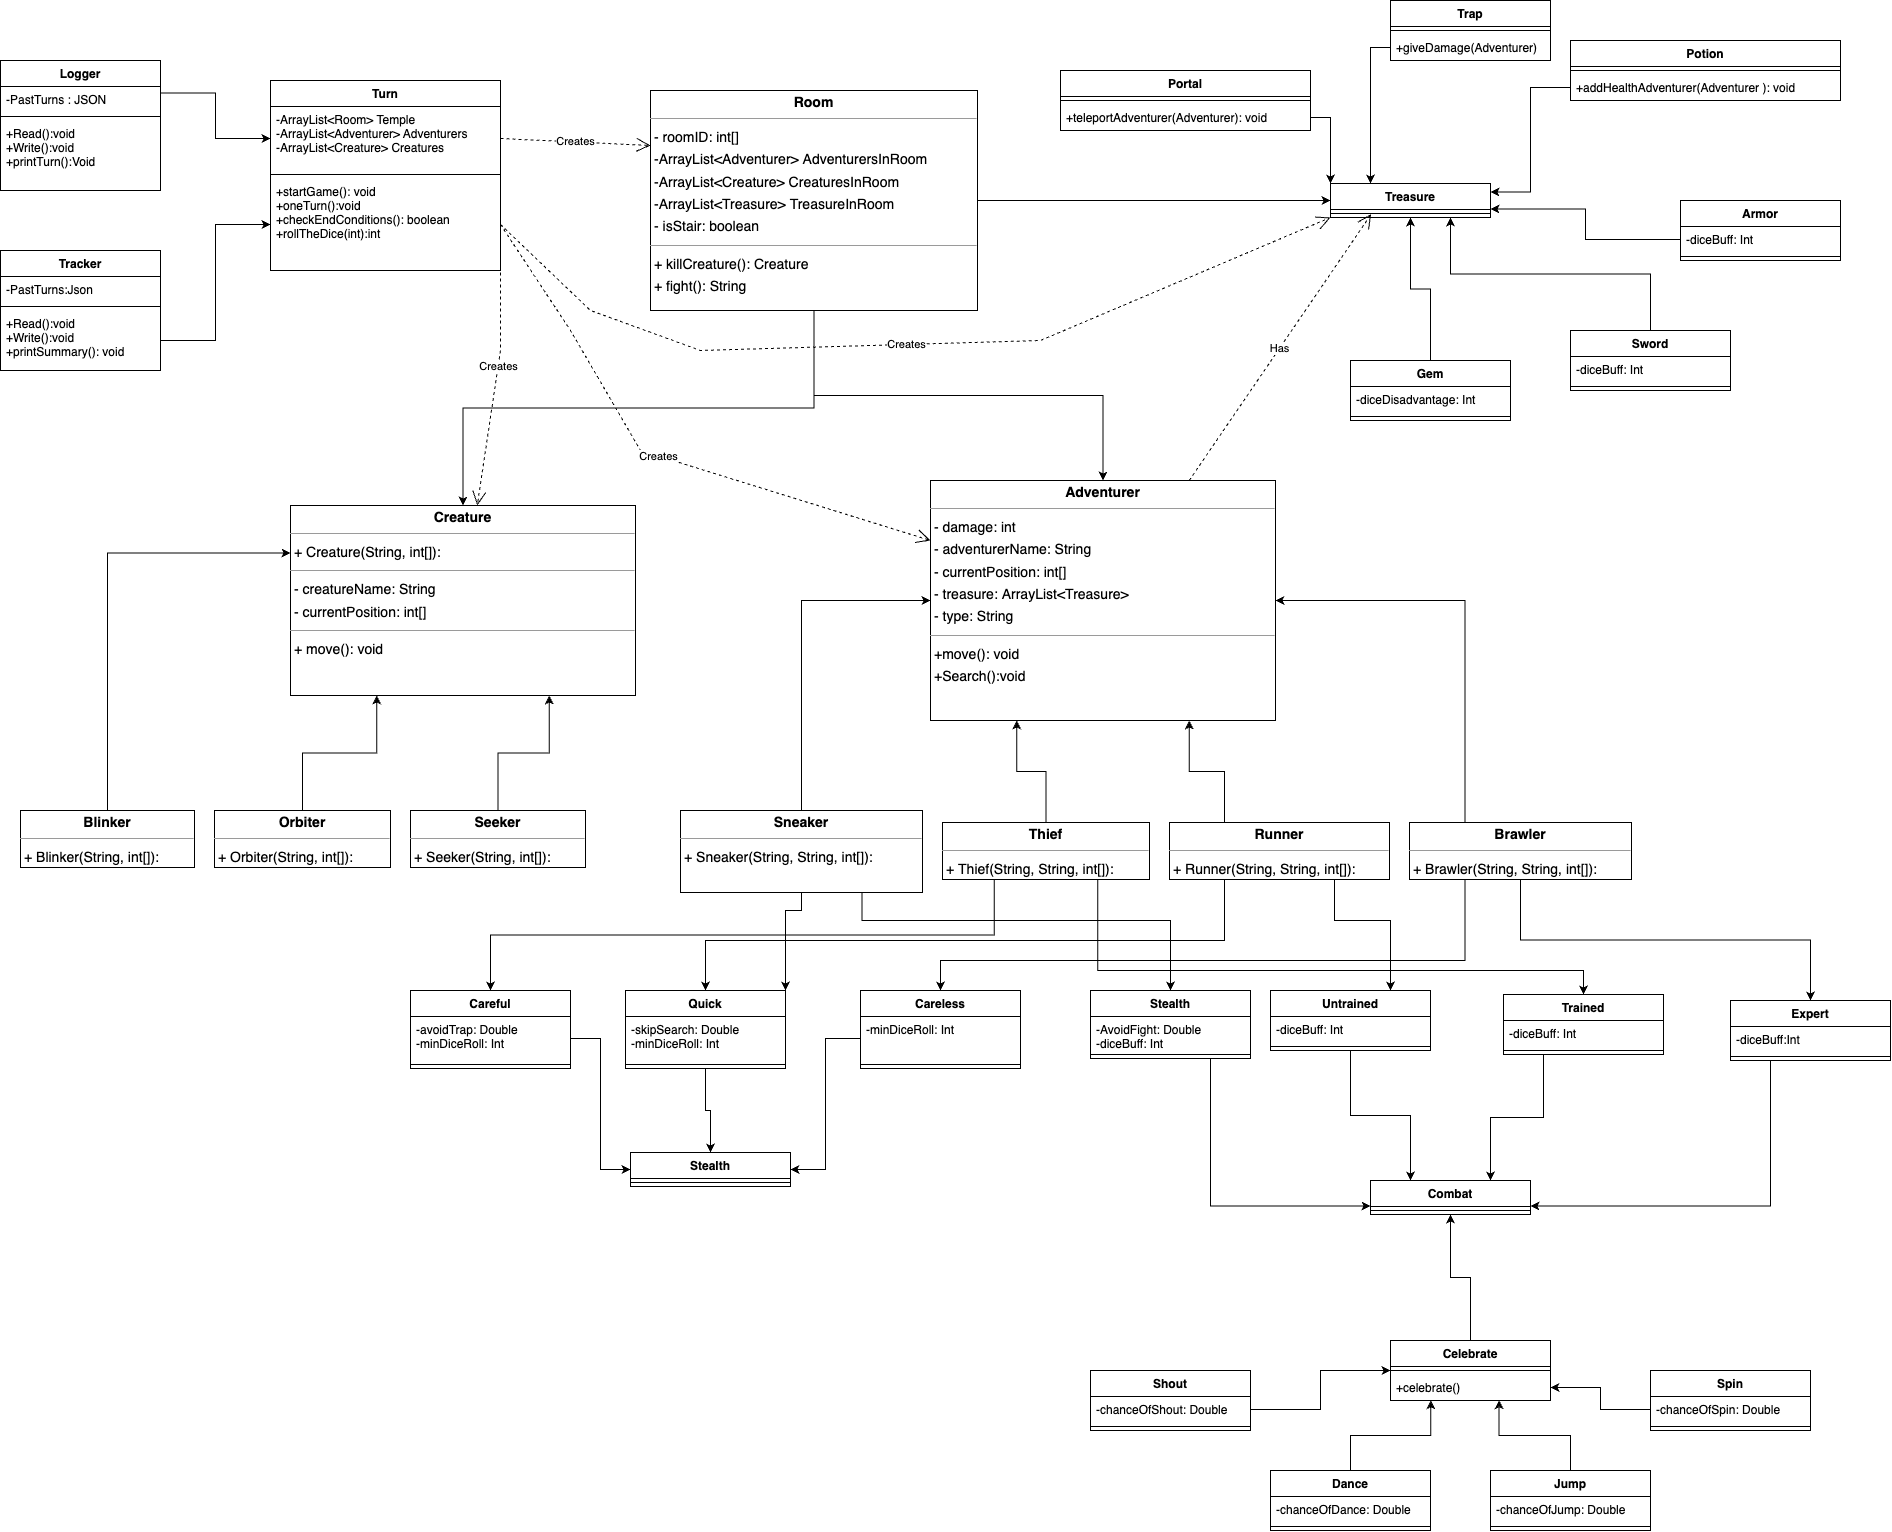 Trap
+giveDamage(Adventurer)
Potion
+addHealthAdventurer(Adventurer ): void
Portal
+teleportAdventurer(Adventurer): void
Logger
-PastTurns : JSON
+Read():void
+Write():void
+printTurn():Void
Turn
-ArrayList<Room> Temple
-ArrayList<Adventurer> Adventurers
-ArrayList<Creature> Creatures
+startGame(): void
+oneTurn():void
+checkEndConditions(): boolean
+rollTheDice(int):int
Creates
Room
- roomID: int[]
-ArrayList<Adventurer> AdventurersInRoom
-ArrayList<Creature> CreaturesInRoom
-ArrayList<Treasure> TreasureInRoom
- isStair: boolean
+ killCreature(): Creature
+ fight(): String
Treasure
Armor
-diceBuff: Int
Tracker
-PastTurns:Json
+Read():void
+Write():void
+printSummary(): void
Creates
Has
Creates
Sword
-diceBuff: Int
Gem
-diceDisadvantage: Int
Creates
Creature
+ Creature(String, int[]):
- creatureName: String
- currentPosition: int[]
+ move(): void
Adventurer
- damage: int
- adventurerName: String
- currentPosition: int[]
- treasure: ArrayList<Treasure>
- type: String
+move(): void
+Search():void
Blinker
+ Blinker(String, int[]):
Orbiter
+ Orbiter(String, int[]):
Seeker
+ Seeker(String, int[]):
Sneaker
+ Sneaker(String, String, int[]):
Thief
+ Thief(String, String, int[]):
Runner
+ Runner(String, String, int[]):
Brawler
+ Brawler(String, String, int[]):
Careful
-avoidTrap: Double
-minDiceRoll: Int
Quick
-skipSearch: Double
-minDiceRoll: Int
Careless
-minDiceRoll: Int
Stealth
-AvoidFight: Double
-diceBuff: Int
Untrained
-diceBuff: Int
Trained
-diceBuff: Int
Expert
-diceBuff:Int
Stealth
Combat
Celebrate
+celebrate()
Shout
-chanceOfShout: Double
Spin
-chanceOfSpin: Double
Dance
-chanceOfDance: Double
Jump
-chanceOfJump: Double